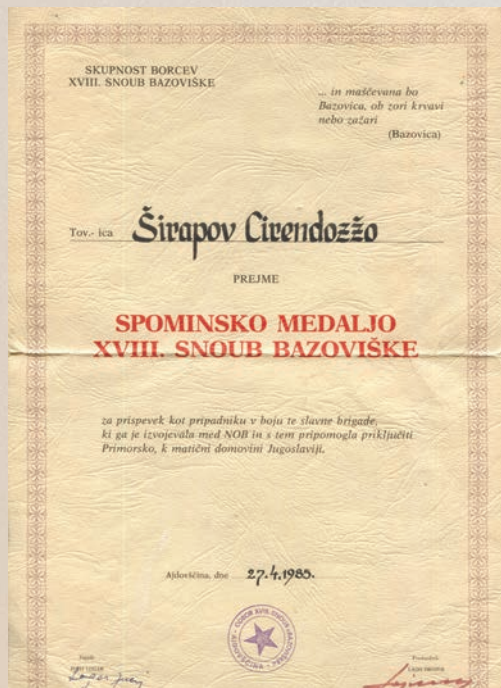 SKUPNOST BORCEV
XVIII. SNOUB BAZOVIŠKE
... in maščevana bo
Bazovica, ob zori krvavi
nebo zažari
(Bazovica)
Tov.- ica Širapov Cirendožžo
PREJME
SPOMINSKO MEDALJO
XVIII. SNOUB BAZOVIŠKE
za prispevek kot pripadniku v boju te slavne brigade,
ki ga je izvojevala med NOB in s tem pripomogla priključiti
Primorsko, k matični domovini Jugoslaviji.
Ajdovščina, dne 27.4.1985.